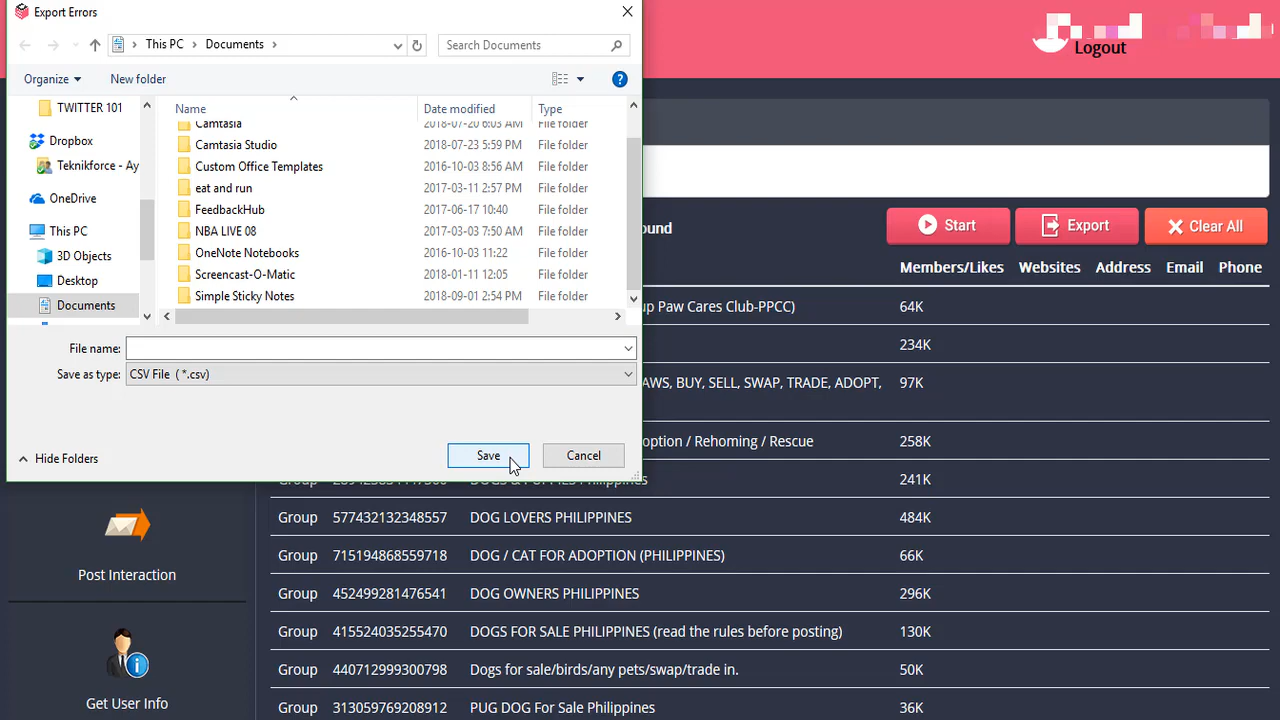 Export Errors
Logout
This PC Documents
Search Documents
Organize
New folder
Name Date modified Type
TWITTER 101
Dropbox
Teknikforce - Ay
OneDrive
This PC
3D Objects
Desktop
Documents
Camtasia 2018-07-20 6:03 AM File folder
Camtasia Studio 2018-07-23 5:59 PM File folder
Custom Office Templates 2016-10-03 8:56 AM File folder
eat and run 2017-03-11 2:57 PM File folder
FeedbackHub 2017-06-17 10:40 File folder
NBA LIVE 08 2017-03-03 7:50 AM File folder
OneNote Notebooks 2016-10-03 11:22 File folder
Screencast-O-Matic 2018-01-11 12:05 File folder
Simple Sticky Notes 2018-09-01 2:54 PM File folder
File name:
Save as type: CSV File ( *.csv)
Hide Folders
Save
Cancel
Start
Export
Clear All
Members/Likes Websites Address Email Phone
up Paw Cares Club-PPCC) 64K
234K
AWS, BUY, SELL, SWAP, TRADE, ADOPT, 97K
option / Rehoming / Rescue 258K
241K
Group 577432132348557 DOG LOVERS PHILIPPINES 484K
Group 715194868559718 DOG / CAT FOR ADOPTION (PHILIPPINES) 66K
Group 452499281476541 DOG OWNERS PHILIPPINES 296K
Group 415524035255470 DOGS FOR SALE PHILIPPINES (read the rules before posting) 130K
Group 440712999300798 Dogs for sale/birds/any pets/swap/trade in. 50K
Group 313059769208912 PUG DOG For Sale Philippines 36K
Post Interaction
Get User Info